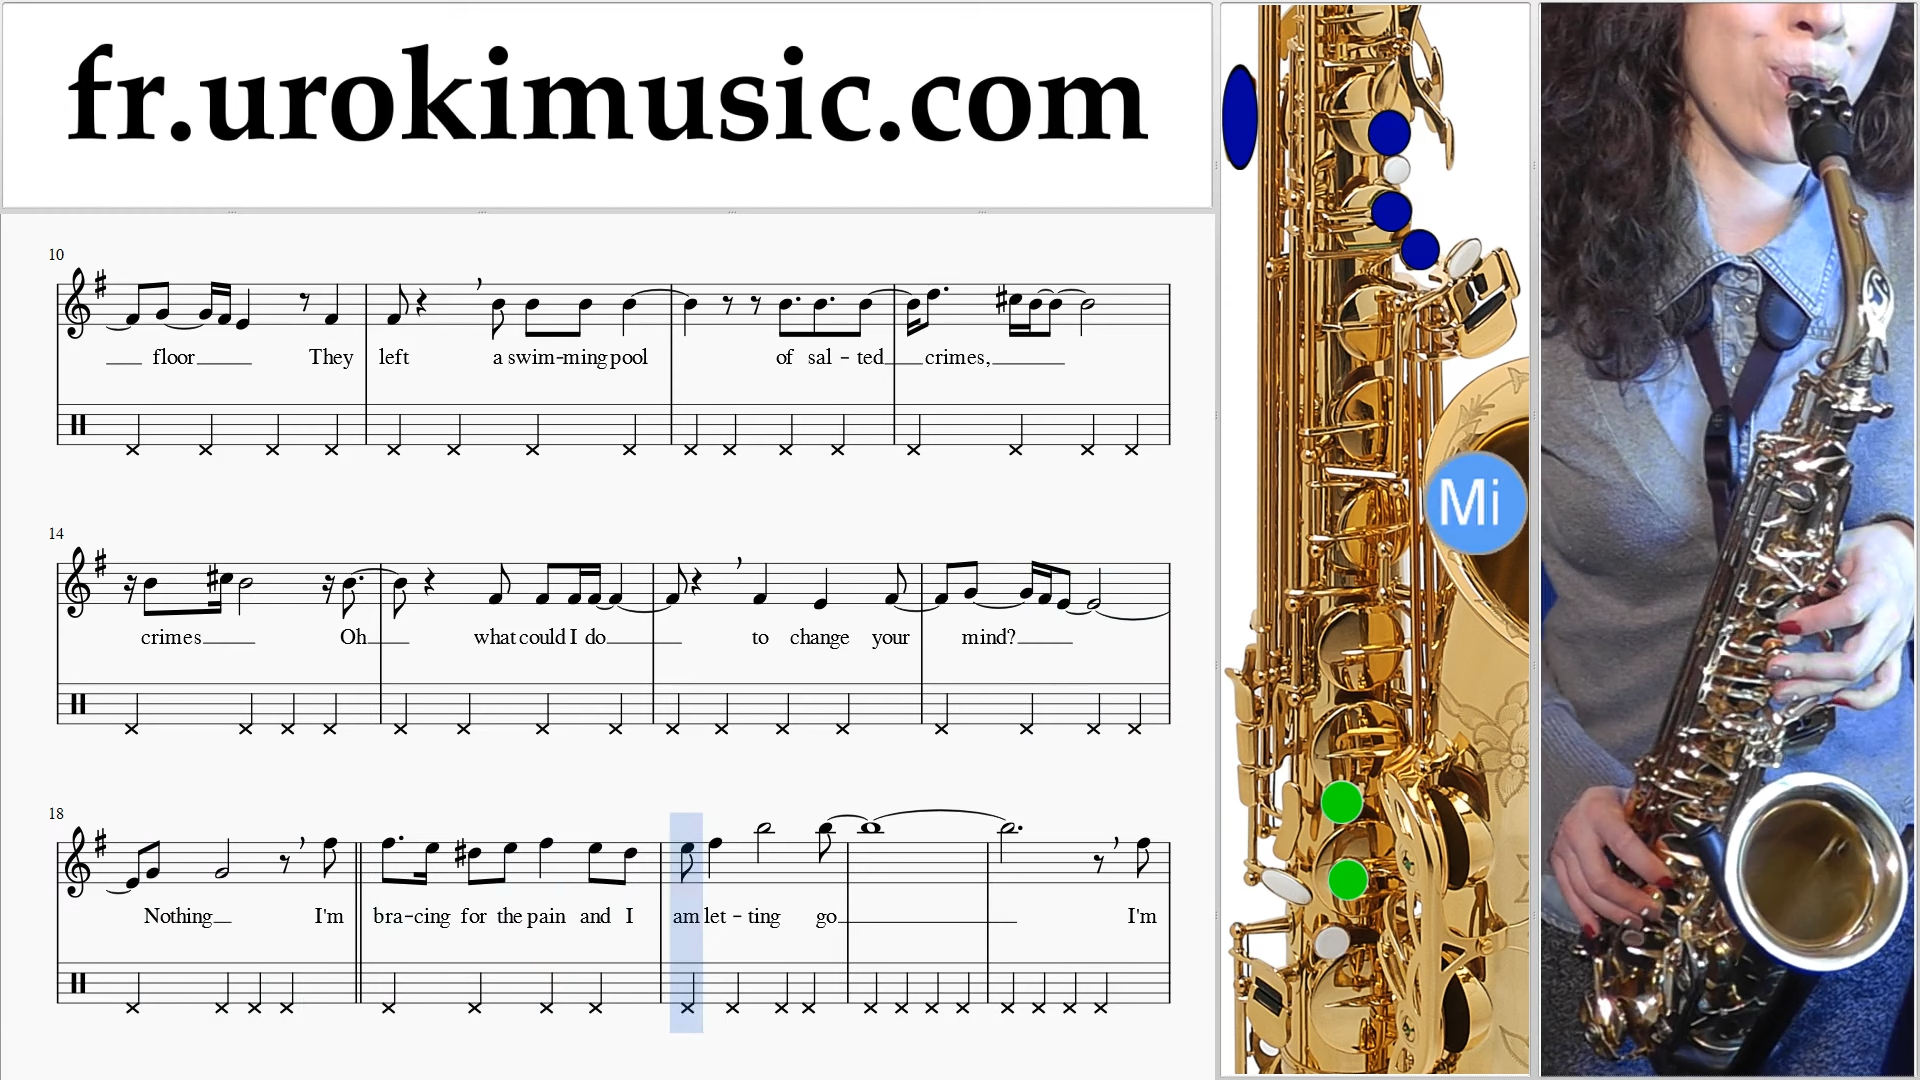 fr.urokimusic.com
10
floor They left a swim-ming pool of sal-ted crimes,
14
crimes Oh what could I do to change your mind?
18
Nothing I'm bra-cing for the pain and I am let-ting go I'm
Mi